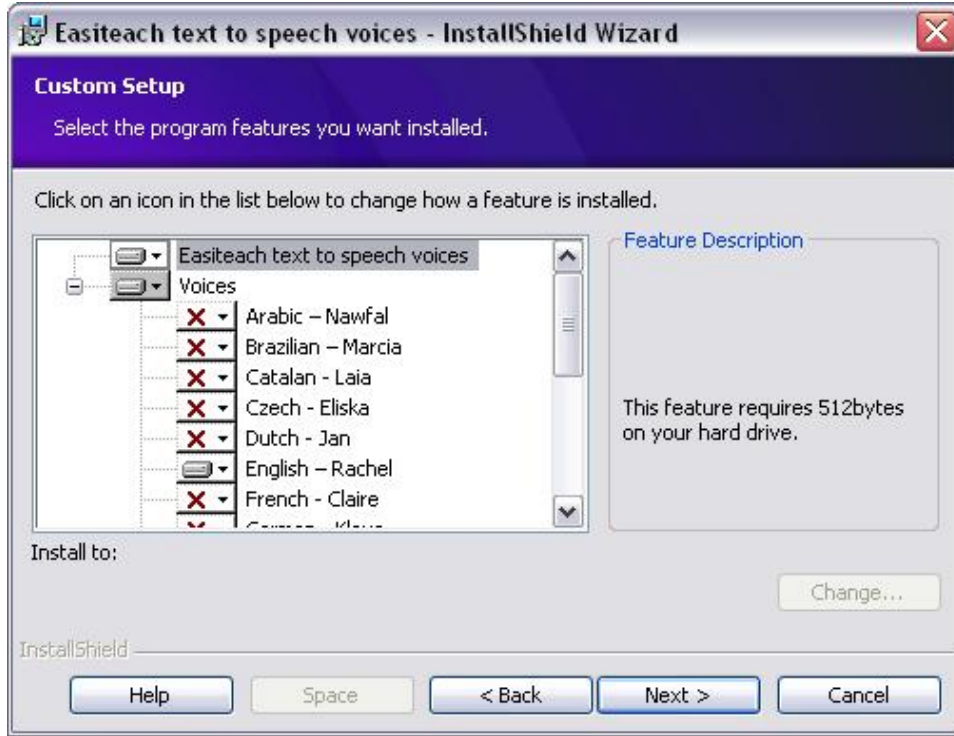 Easiteach text to speech voices - InstallShield Wizard
Custom Setup
Select the program features you want installed.
Click on an icon in the list below to change how a feature is installed.
Easiteach text to speech voices
Voices
Arabic – Nawfal
Brazilian – Marcia
Catalan - Laia
Czech - Eliska
Dutch - Jan
English – Rachel
French - Claire
Feature Description
This feature requires 512bytes
on your hard drive.
Install to:
Change...
InstallShield
Help
Space
< Back
Next >
Cancel